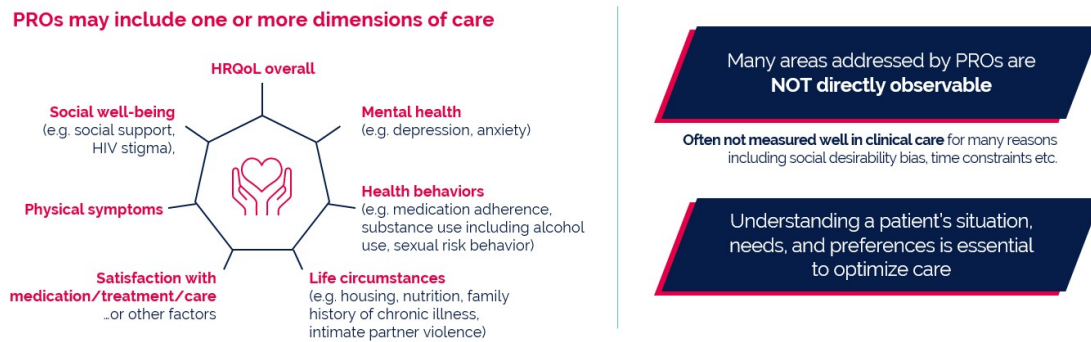 PROs may include one or more dimensions of care
HRQoL overall
Social well-being
(e.g. social support,
HIV stigma),
Mental health
(e.g. depression, anxiety)
Physical symptoms
Health behaviors
(e.g. medication adherence,
substance use including alcohol
use, sexual risk behavior)
Satisfaction with
medication/treatment/care
...or other factors
Life circumstances
(e.g. housing, nutrition, family
history of chronic illness,
intimate partner violence)
Many areas addressed by PROs are
NOT directly observable
Often not measured well in clinical care for many reasons
including social desirability bias, time constraints etc.
Understanding a patient's situation,
needs, and preferences is essential
to optimize care